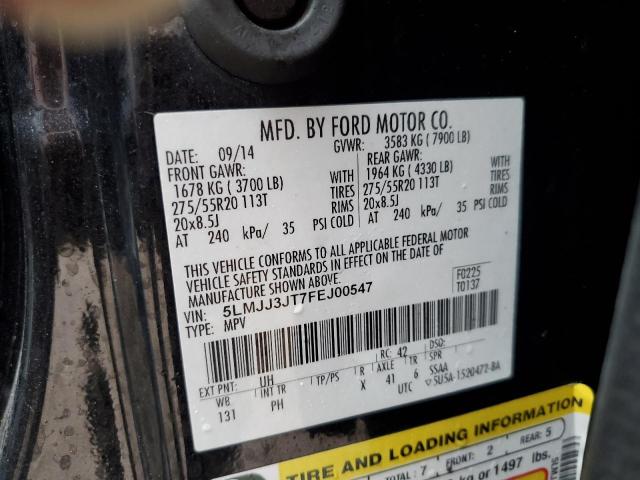 MFD. BY FORD MOTOR CO.
DATE: 09/14 GVWR: 3583 KG ( 7900 LB)
FRONT GAWR: REAR GAWR:
1678 KG ( 3700 LB) WITH 1964 KG ( 4330 LB) WITH
275/55R20 113T TIRES 275/55R20 113T TIRES
20x8.5J RIMS 20x8.5J RIMS
AT 240 kPa/ 35 PSI COLD AT 240 kPa/ 35 PSI COLD
THIS VEHICLE CONFORMS TO ALL APPLICABLE FEDERAL MOTOR
VEHICLE SAFETY STANDARDS IN EFFECT ON THE DATE OF
MANUFACTURE SHOWN ABOVE.
VIN: 5LMJJ3JT7FEJ00547 F0225
TYPE: MPV T0137
EXT PNT: UH RC: 42 DSO:
WB INT TR TP/PS R AXLE TR SPR
131 PH X 41 6 SSAA
UTC 5U5A-1520472-BA
TIRE AND LOADING INFORMATION
TOTAL: 7 FRONT: 2 REAR: 5
kg or 1497 lbs.